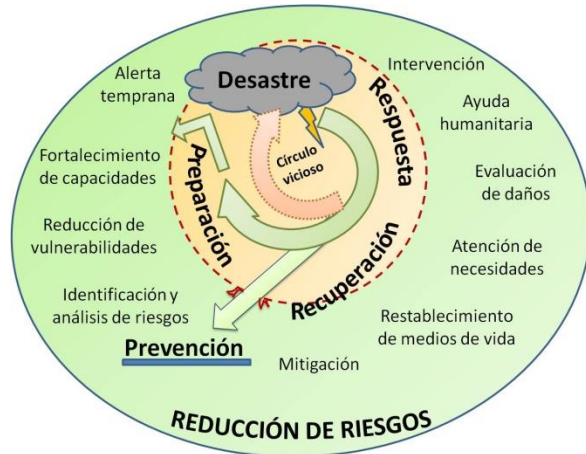 Desastre
Intervención
Alerta
temprana
Respuesta
Ayuda
humanitaria
Círculo
vicioso
Fortalecimiento
de capacidades
Preparación
Evaluación
de daños
Reducción de
vulnerabilidades
Recuperación
Atención de
necesidades
Identificación y
análisis de riesgos
Restablecimiento
de medios de vida
Prevención
Mitigación
REDUCCIÓN DE RIESGOS